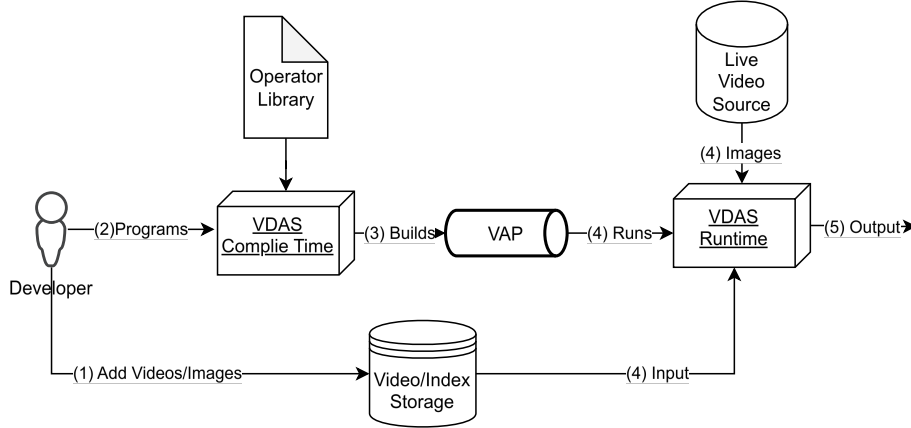 Operator
Library
Live
Video
Source
(4) Images
(2)Programs
VDAS
Complie Time
(3) Builds
VAP
(4) Runs
VDAS
Runtime
(5) Output
Developer
(1) Add Videos/Images
Video/Index
Storage
(4) Input